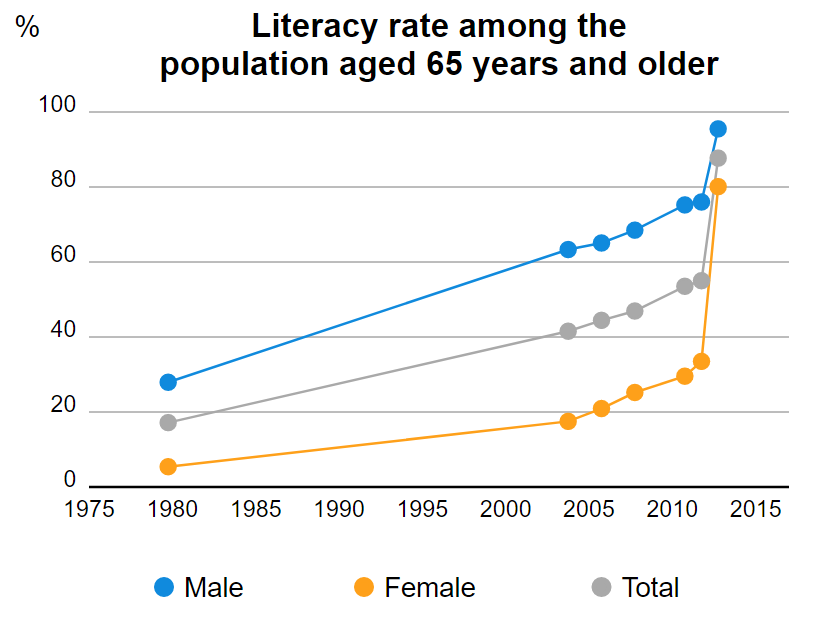 %
Literacy rate among the
population aged 65 years and older
100
80
60
40
20
0
1975 1980 1985 1990 1995 2000 2005 2010 2015
Male Female Total